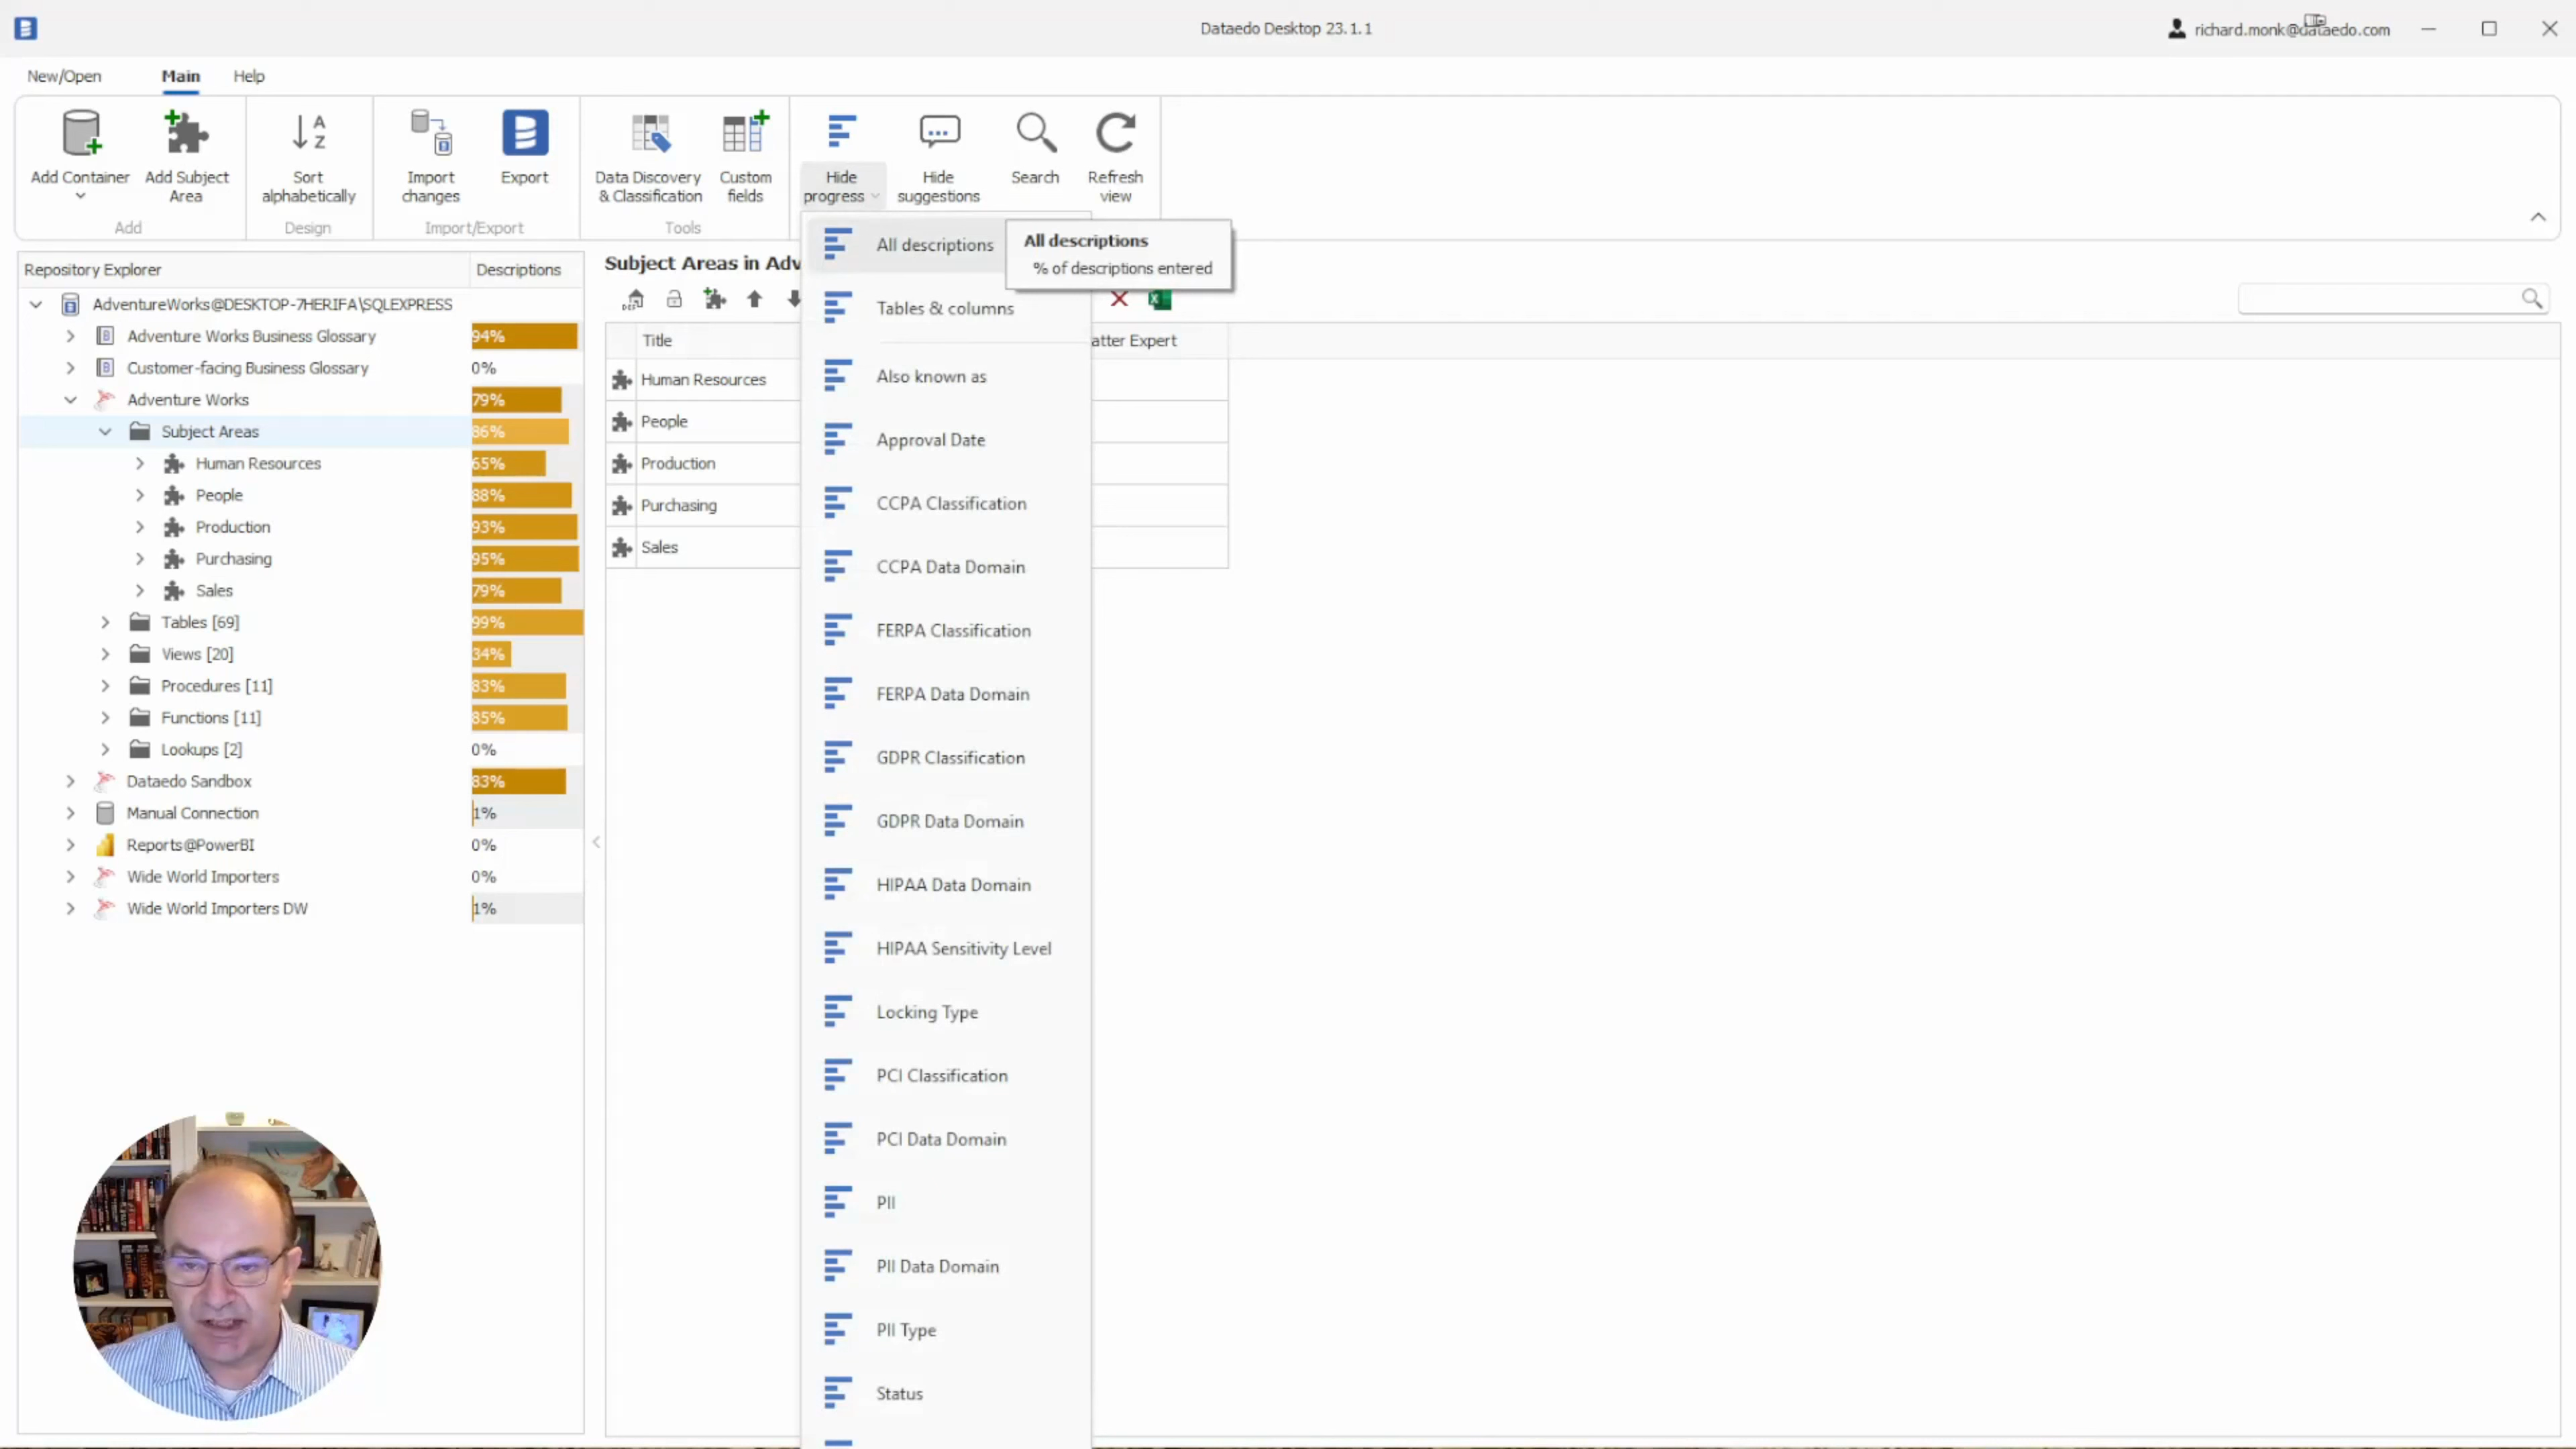 Dataedo Desktop 23.1.1
richard.monk@dataedo.com
New/Open Main Help
Add Container
Add Subject Area
Add
Sort alphabetically
Design
Import changes
Export
Import/Export
Data Discovery & Classification
Custom fields
Tools
Hide progress
Hide suggestions
Search
Refresh view
Repository Explorer Descriptions
AdventureWorks@DESKTOP-7HERIFA\SQLEXPRESS
Adventure Works Business Glossary 94%
Customer-facing Business Glossary 0%
Adventure Works 79%
Subject Areas 86%
Human Resources 65%
People 88%
Production 93%
Purchasing 95%
Sales 79%
Tables [69] 99%
Views [20] 34%
Procedures [11] 83%
Functions [11] 85%
Lookups [2] 0%
Dataedo Sandbox 83%
Manual Connection 1%
Reports@PowerBI 0%
Wide World Importers 0%
Wide World Importers DW 1%
Subject Areas in Adv
Title
atter Expert
Human Resources
People
Production
Purchasing
Sales
All descriptions
Tables & columns
Also known as
Approval Date
CCPA Classification
CCPA Data Domain
FERPA Classification
FERPA Data Domain
GDPR Classification
GDPR Data Domain
HIPAA Data Domain
HIPAA Sensitivity Level
Locking Type
PCI Classification
PCI Data Domain
PII
PII Data Domain
PII Type
Status
All descriptions
% of descriptions entered